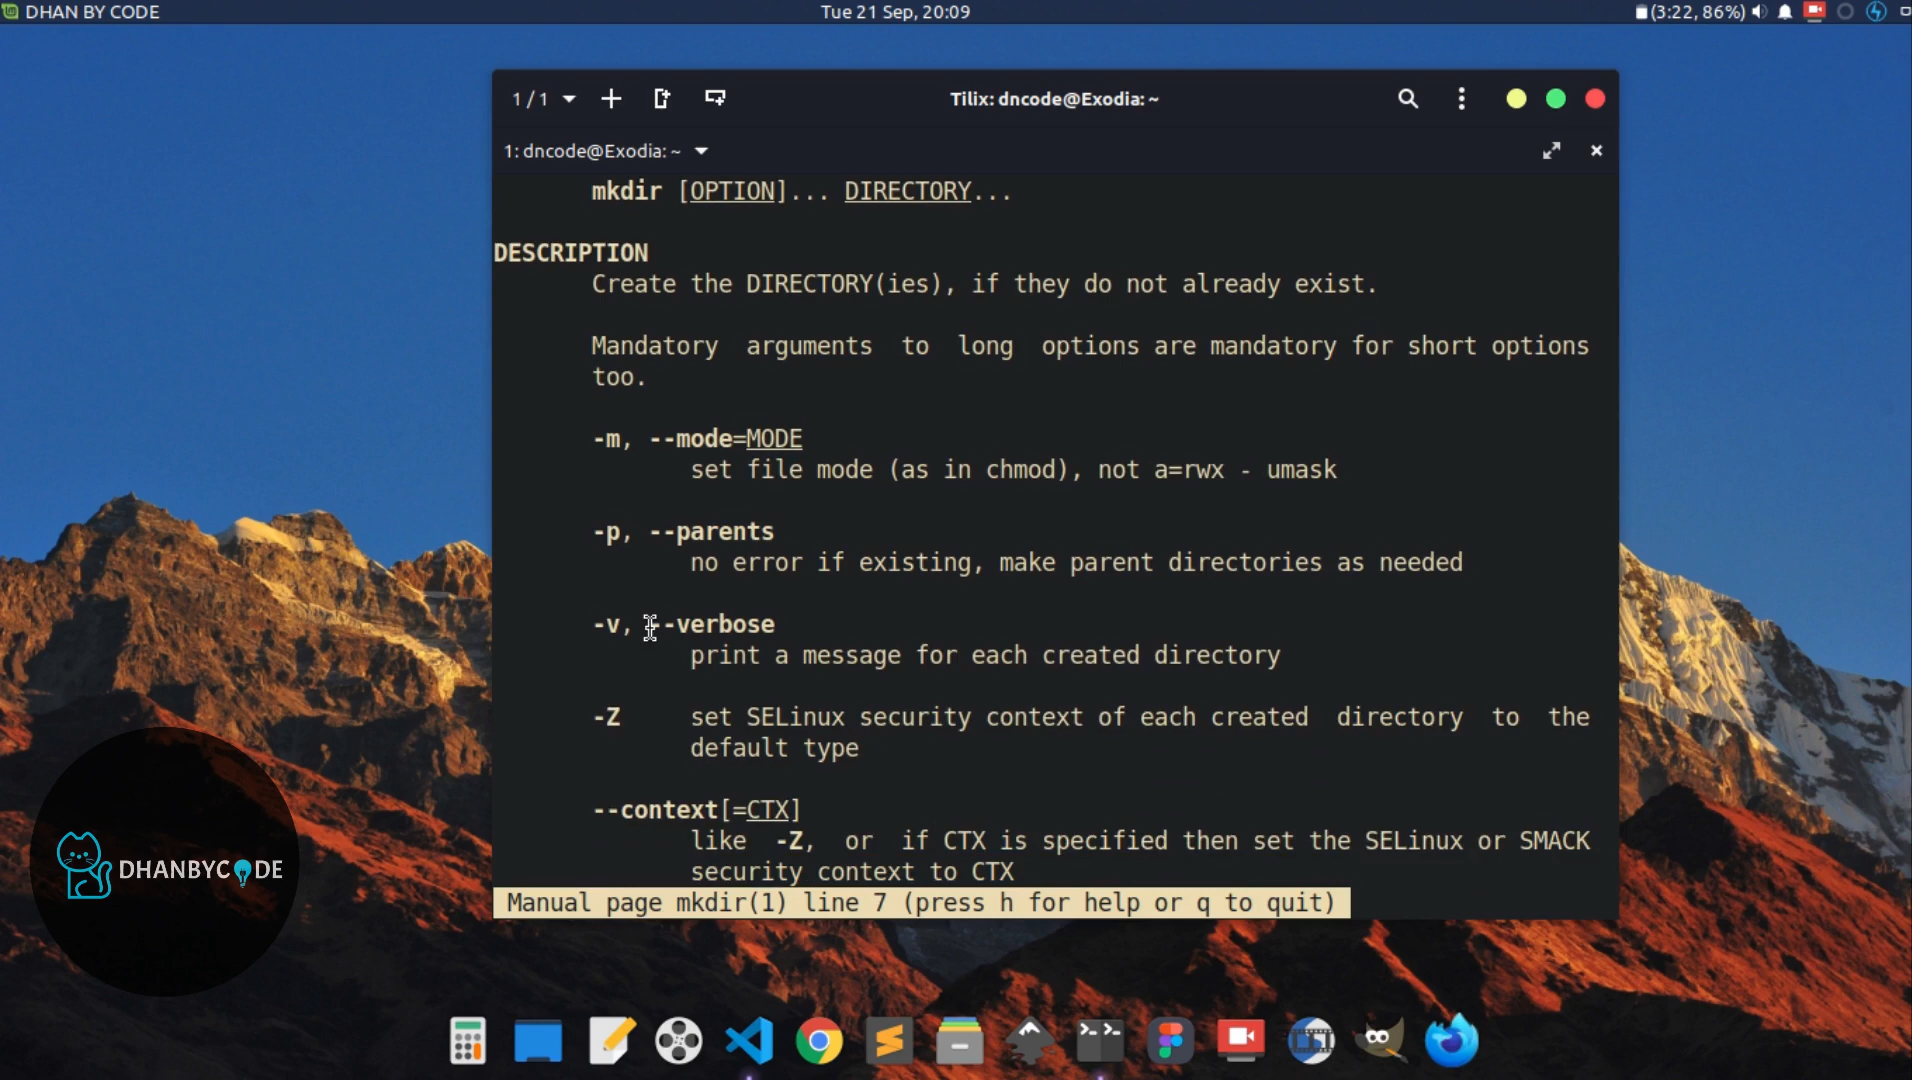 DHAN BY CODE
Tue 21 Sep, 20:09
(3:22, 86%)
1 / 1
Tilix: dncode@Exodia: ~
1: dncode@Exodia: ~
mkdir [OPTION]... DIRECTORY...
DESCRIPTION
Create the DIRECTORY(ies), if they do not already exist.
Mandatory arguments to long options are mandatory for short options
too.
-m, --mode=MODE
set file mode (as in chmod), not a=rwx - umask
-p, --parents
no error if existing, make parent directories as needed
-v, --verbose
print a message for each created directory
-Z set SELinux security context of each created directory to the
default type
--context[=CTX]
like -Z, or if CTX is specified then set the SELinux or SMACK
security context to CTX
Manual page mkdir(1) line 7 (press h for help or q to quit)
DHANBYCODE